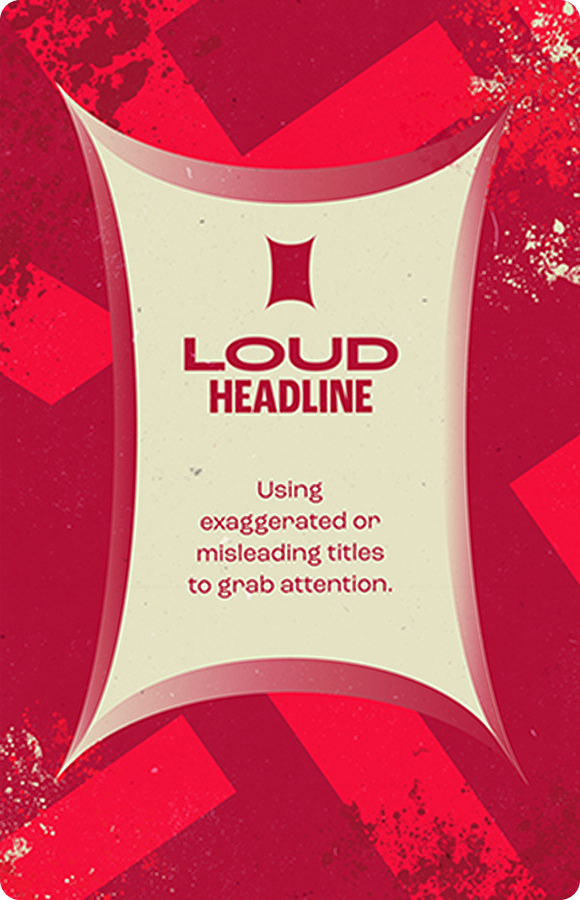 LOUD
HEADLINE
Using
exaggerated or
misleading titles
to grab attention.